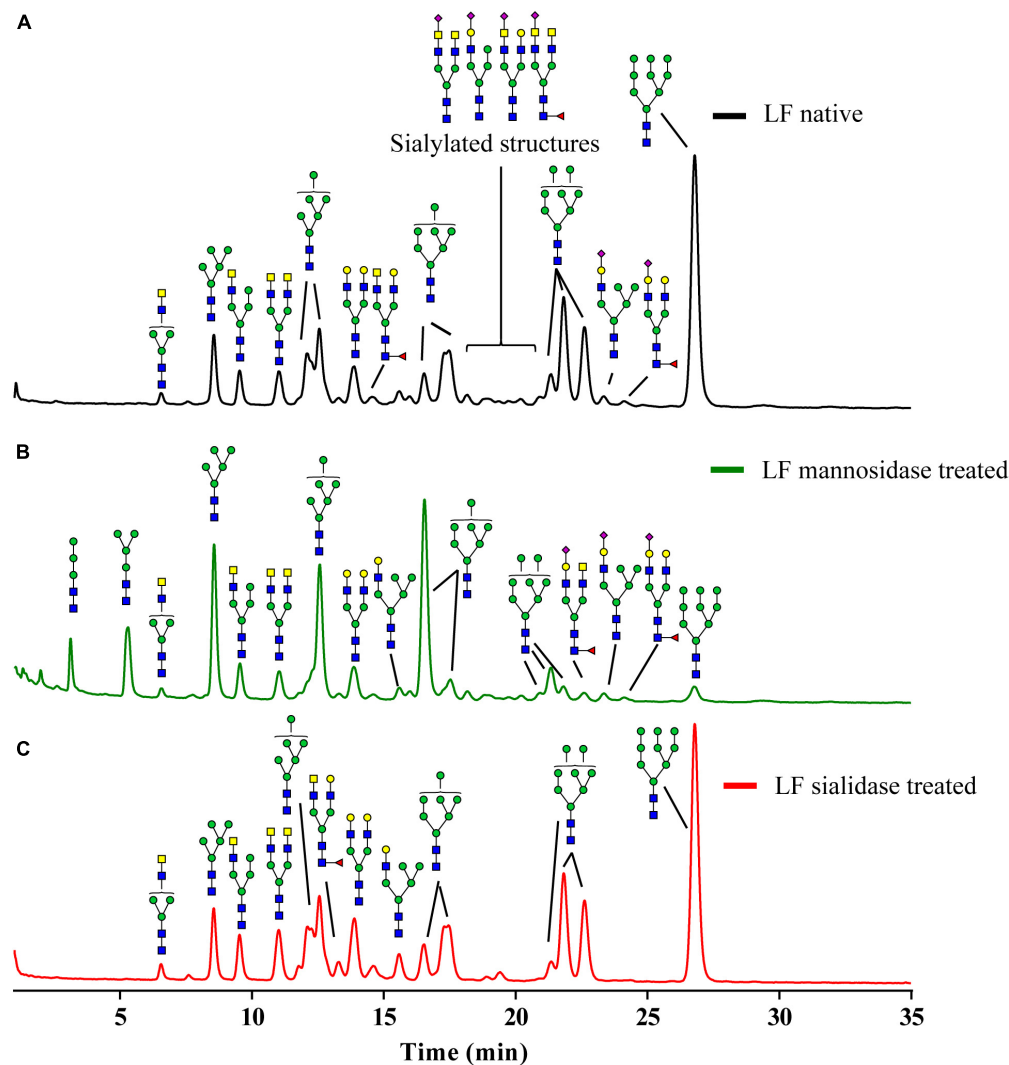 A
LF native
Sialylated structures
B
LF mannosidase treated
C
LF sialidase treated
5 10 15 20 25 30 35
Time (min)